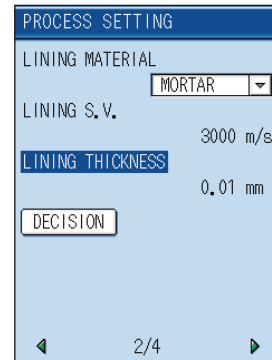 PROCESS SETTING
LINING MATERIAL
MORTAR
LINING S.V.
3000 m/s
LINING THICKNESS
0.01 mm
DECISION
2/4